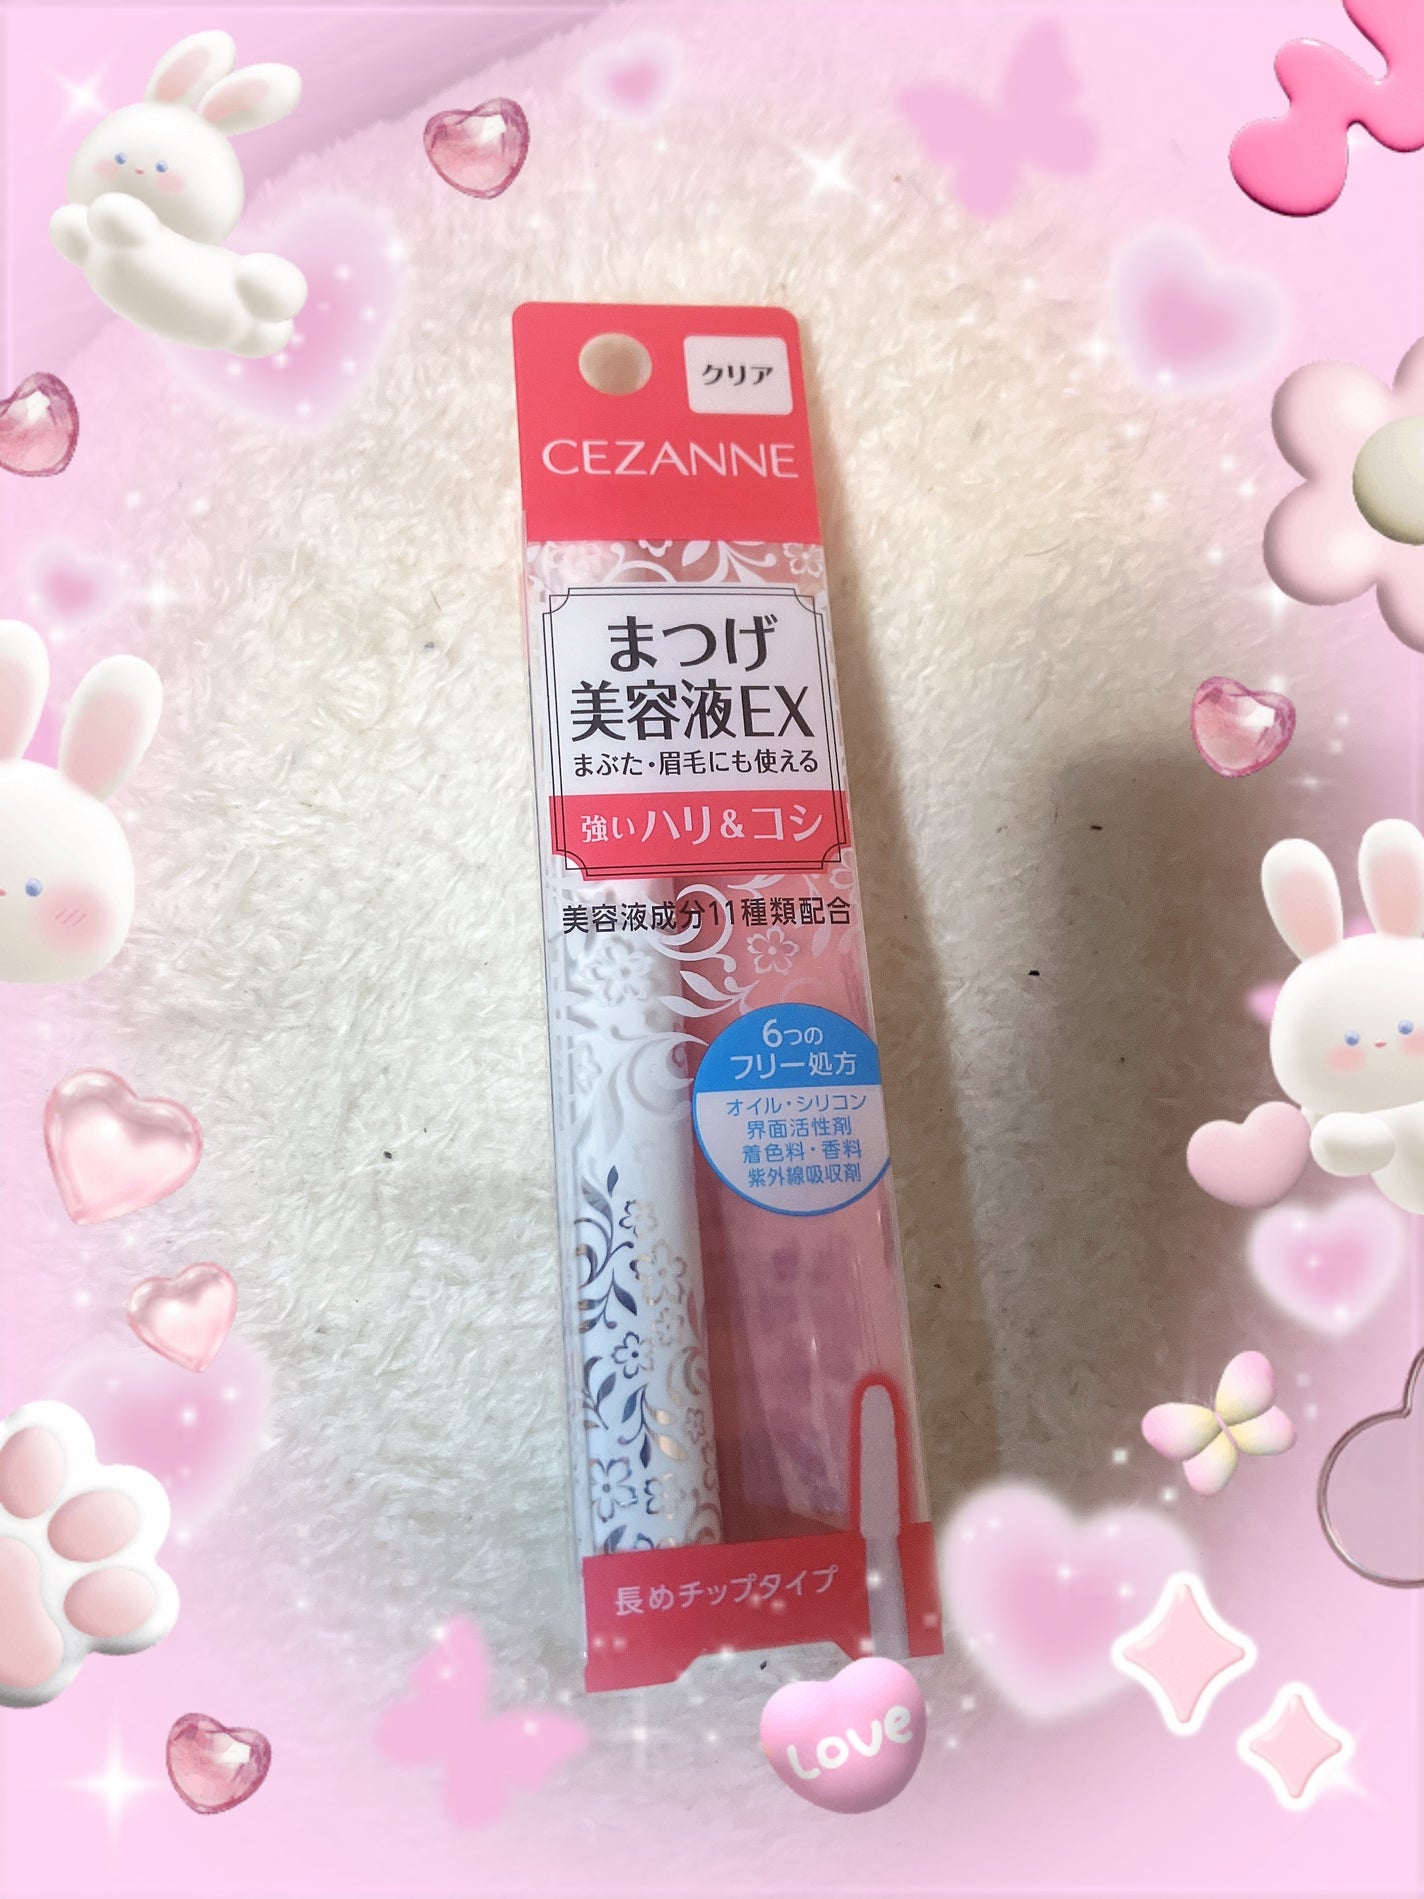 クリア
CEZANNE
まつげ
美容液EX
まぶた・眉毛にも使える
強いハリ&コシ
美容液成分11種類配合
6つの
フリー処方
オイル・シリコン
界面活性剤
着色料・香料
紫外線吸収剤
長めチップタイプ
Love